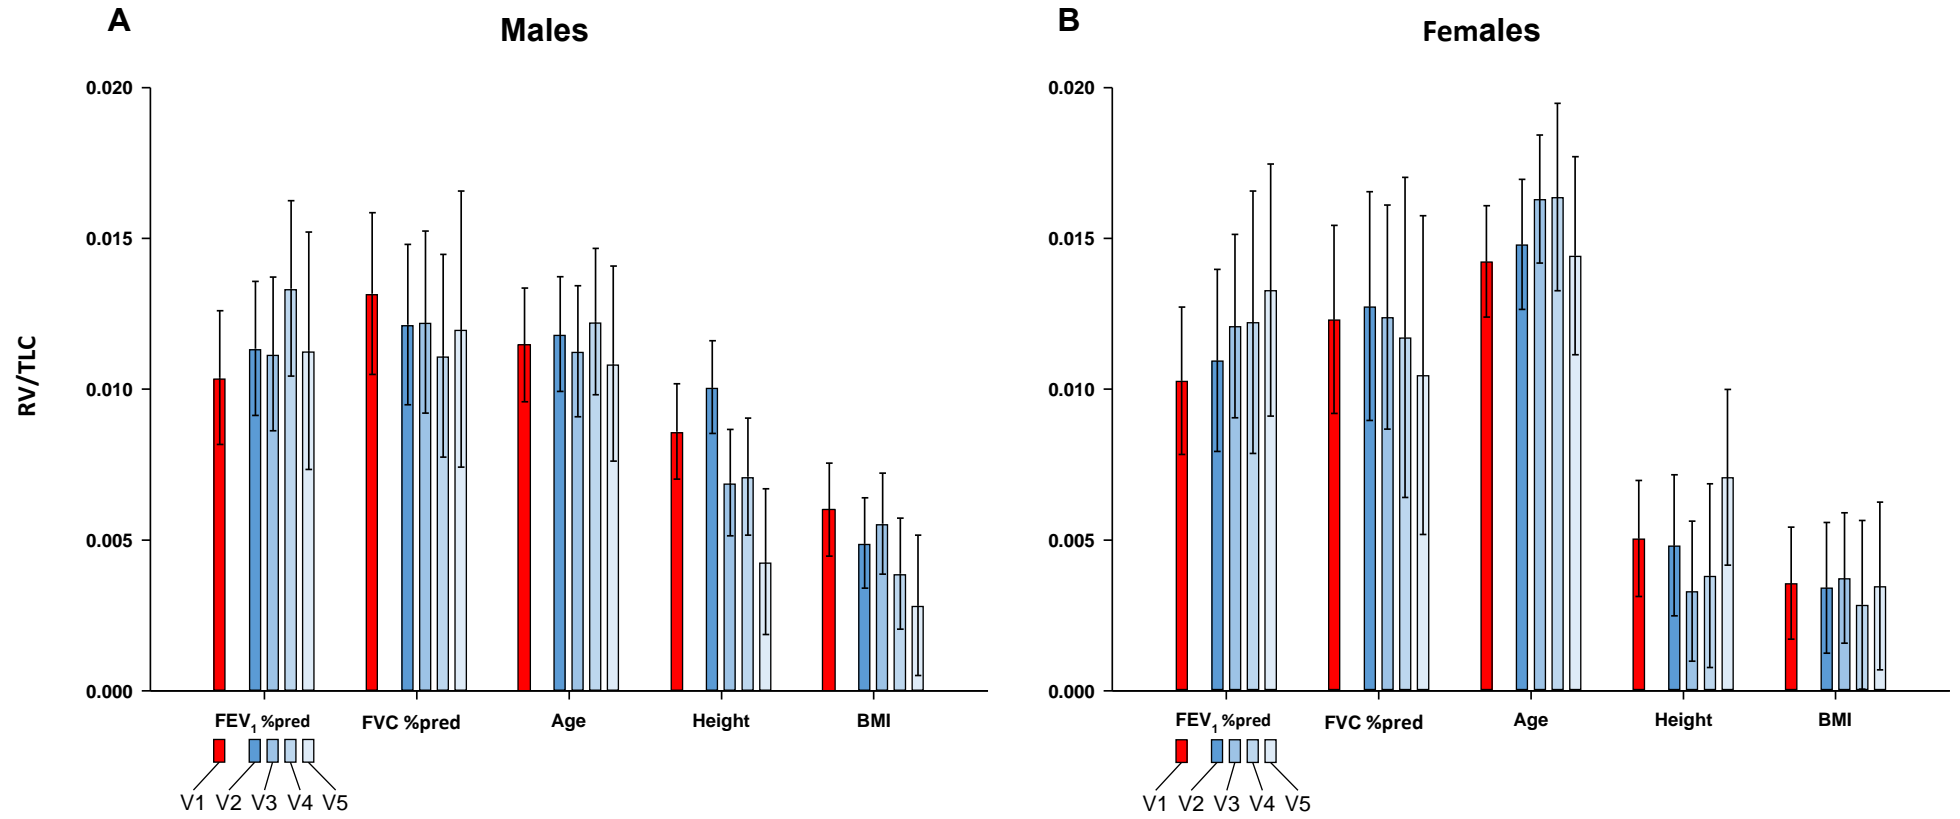 A
Males
0.020
0.015
0.010
0.005
0.000
RV/TLC
FEV1 %pred
FVC %pred
Age
Height
BMI
V1 V2 V3 V4 V5
B
Females
0.020
0.015
0.010
0.005
0.000
FEV1 %pred
FVC %pred
Age
Height
BMI
V1 V2 V3 V4 V5